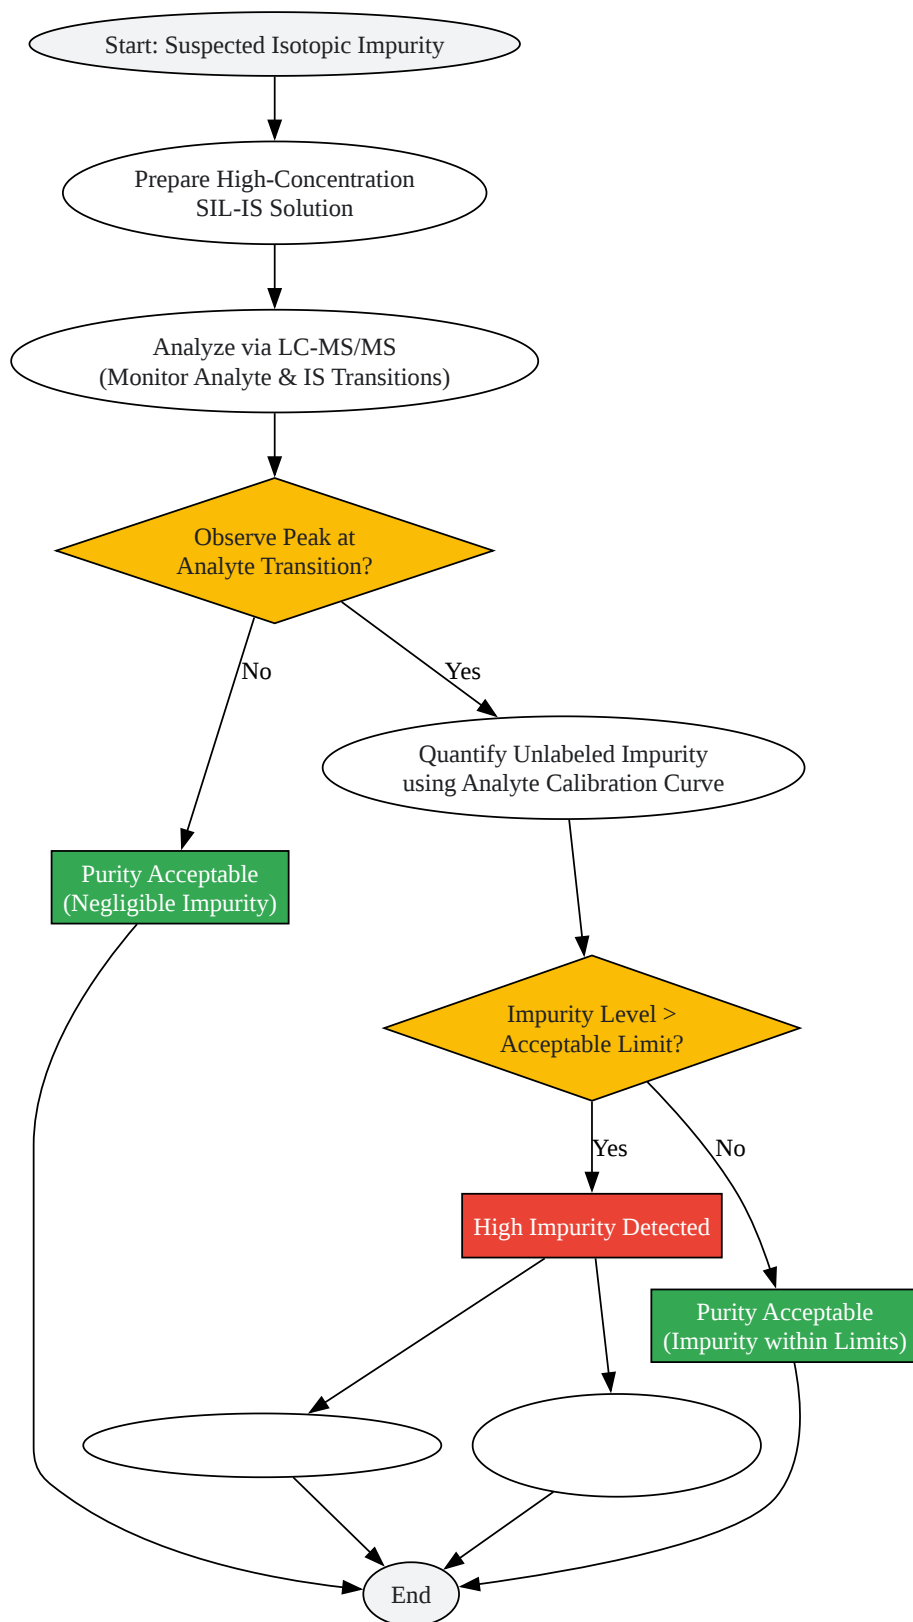 Start: Suspected Isotopic Impurity
Prepare High-Concentration
SIL-IS Solution
Analyze via LC-MS/MS
(Monitor Analyte & IS Transitions)
Observe Peak at
Analyte Transition?
No
Yes
Quantify Unlabeled Impurity
using Analyte Calibration Curve
Purity Acceptable
(Negligible Impurity)
Impurity Level >
Acceptable Limit?
Yes
No
High Impurity Detected
Purity Acceptable
(Impurity within Limits)
End